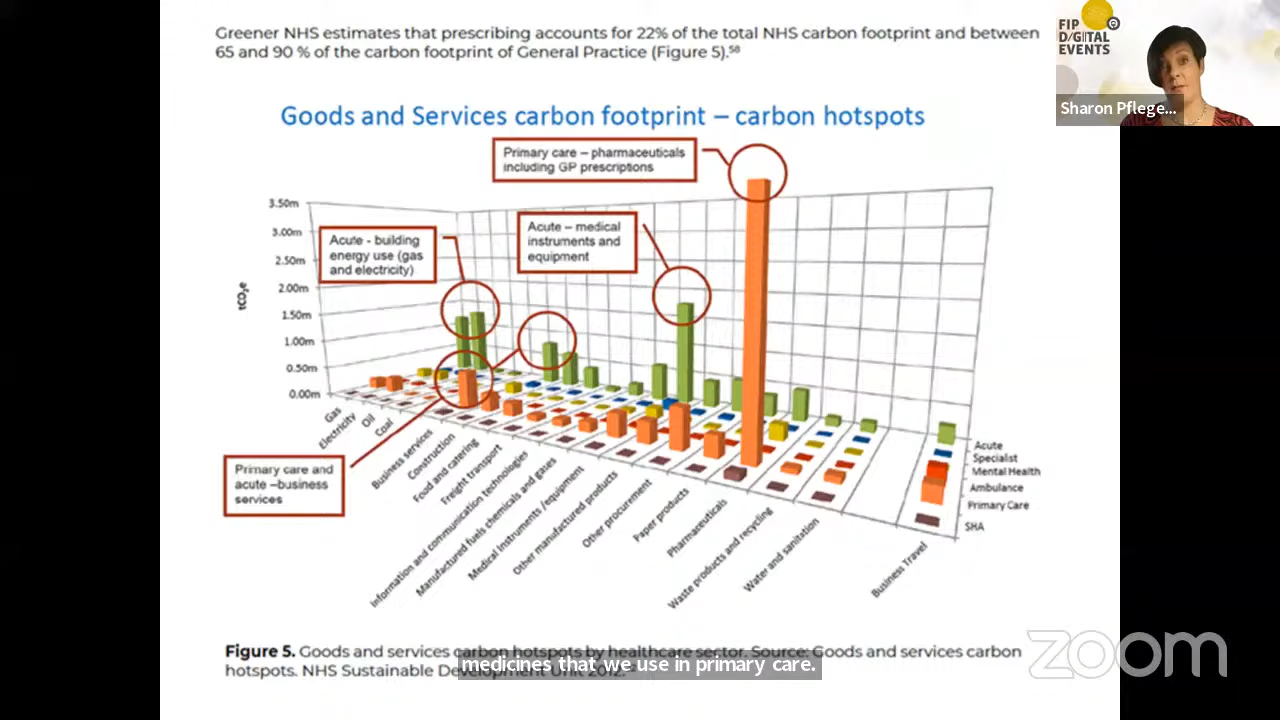 Greener NHS estimates that prescribing accounts for 22% of the total NHS carbon footprint and between
65 and 90 % of the carbon footprint of General Practice (Figure 5).⁵⁸
FIP
DIGITAL
EVENTS
Sharon Pflege...
Goods and Services carbon footprint – carbon hotspots
Primary care – pharmaceuticals
including GP prescriptions
Acute - building
energy use (gas
and electricity)
Acute – medical
instruments and
equipment
Primary care and
acute –business
services
tCO₂e
3.50m
3.00m
2.50m
2.00m
1.50m
1.00m
0.50m
0.00m
Gas
Electricity
Oil
Coal
Business services
Construction
Food and catering
Freight transport
Information and communication technologies
Manufactured fuels chemicals and gases
Medical Instruments /equipment
Other manufactured products
Other procurement
Paper products
Pharmaceuticals
Waste products and recycling
Water and sanitation
Business Travel
Acute
Specialist
Mental Health
Ambulance
Primary Care
SHA
Figure 5. Goods and services carbon hotspots by healthcare sector. Source: Goods and services carbon
hotspots. NHS Sustainable Development Unit 2012.
medicines that we use in primary care.
zoom